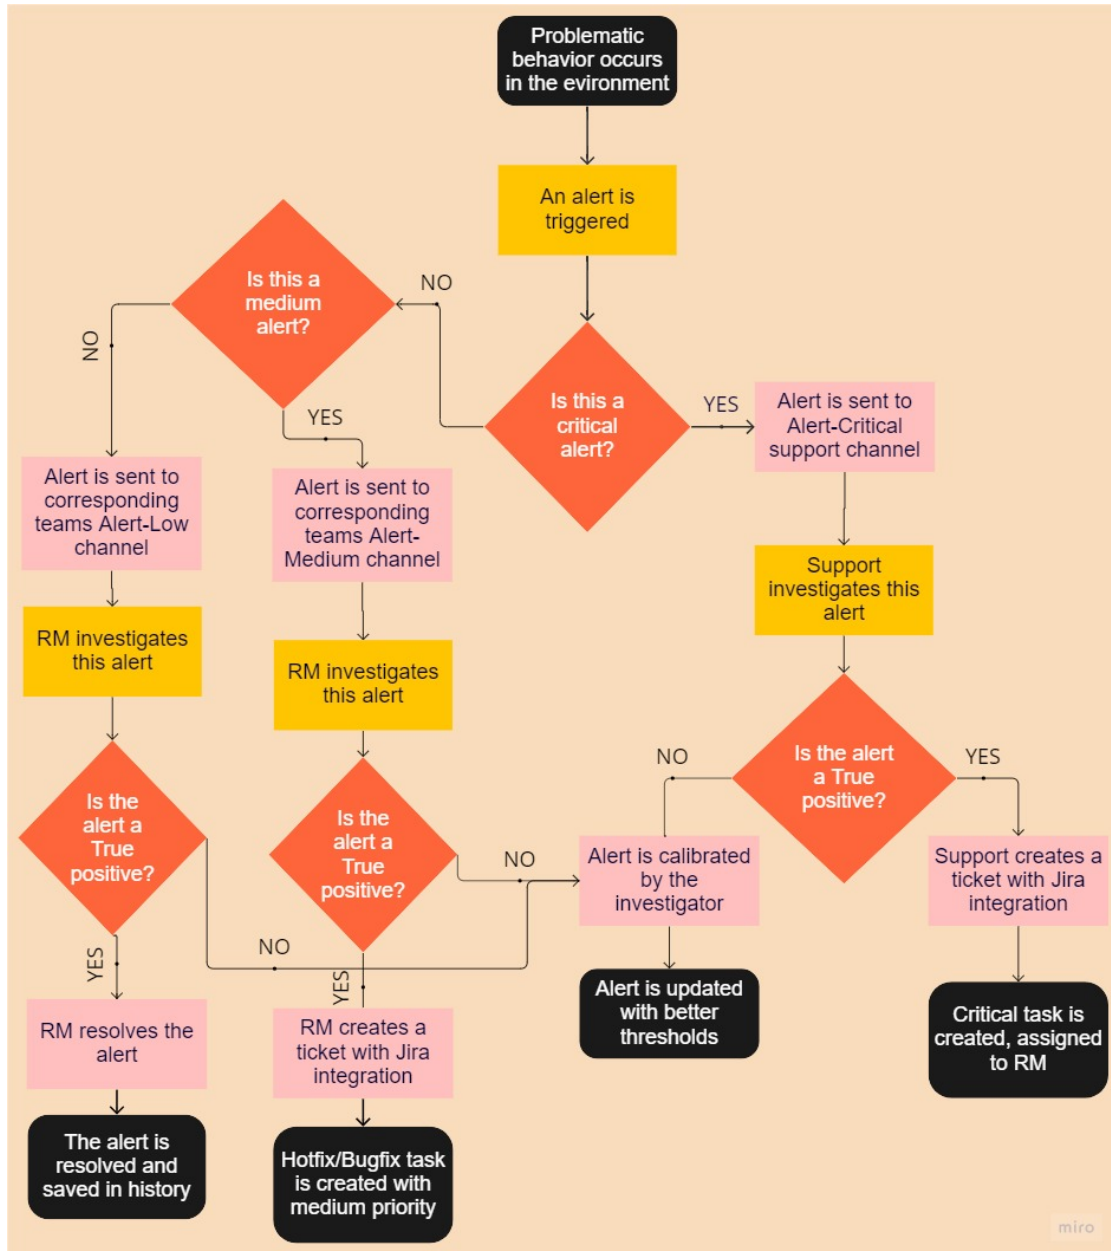 Problematic
behavior occurs
in the evironment
An alert is
triggered
Is this a
medium
alert?
NO
NO
YES
Is this a
critical
alert?
YES
Alert is sent to
Alert-Critical
support channel
Alert is sent to
corresponding
teams Alert-Low
channel
Alert is sent to
corresponding
teams Alert-
Medium channel
Support
investigates this
alert
RM investigates
this alert
RM investigates
this alert
Is the alert
a True
positive?
NO
YES
Is the
alert a
True
positive?
Is the
alert a
True
positive?
NO
NO
Alert is calibrated
by the
investigator
Support creates a
ticket with Jira
integration
YES
YES
RM resolves the
alert
RM creates a
ticket with Jira
integration
Alert is updated
with better
thresholds
Critical task is
created, assigned
to RM
The alert is
resolved and
saved in history
Hotfix/Bugfix task
is created with
medium priority
miro